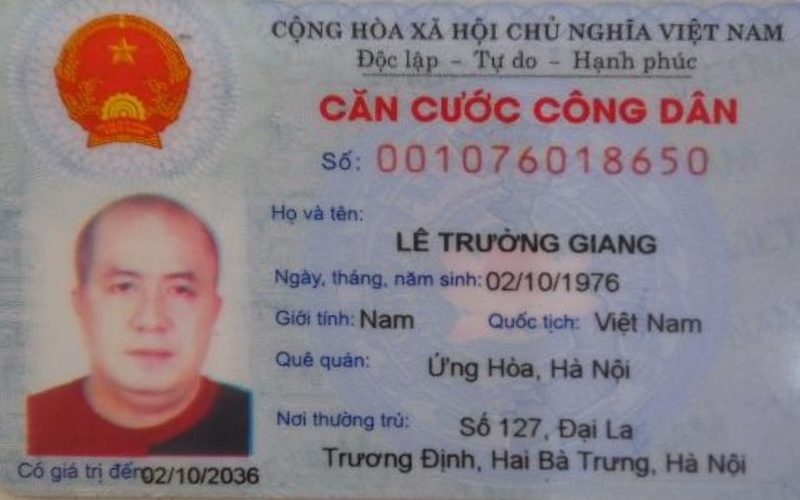 CỘNG HÒA XÃ HỘI CHỦ NGHĨA VIỆT NAM
Độc lập - Tự do - Hạnh phúc
CĂN CƯỚC CÔNG DÂN
Số: 001076018650
Họ và tên:
LÊ TRƯỜNG GIANG
Ngày, tháng, năm sinh: 02/10/1976
Giới tính: Nam Quốc tịch: Việt Nam
Quê quán: Ứng Hòa, Hà Nội
Nơi thường trú: Số 127, Đại La
Trương Định, Hai Bà Trưng, Hà Nội
Có giá trị đến 02/10/2036